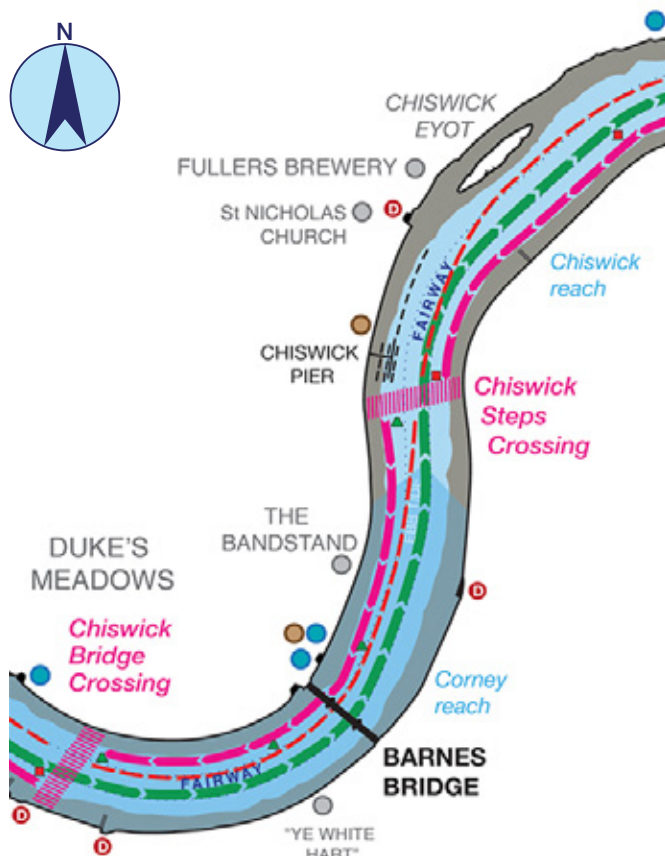 N
CHISWICK
EYOT
FULLERS BREWERY
D
St NICHOLAS
CHURCH
Chiswick
reach
FAIRWAY
CHISWICK
PIER
Chiswick
Steps
Crossing
THE
BANDSTAND
DUKE'S
MEADOWS
D
Chiswick
Bridge
Crossing
Corney
reach
BARNES
BRIDGE
FAIRWAY
D
D
"YE WHITE
HART"